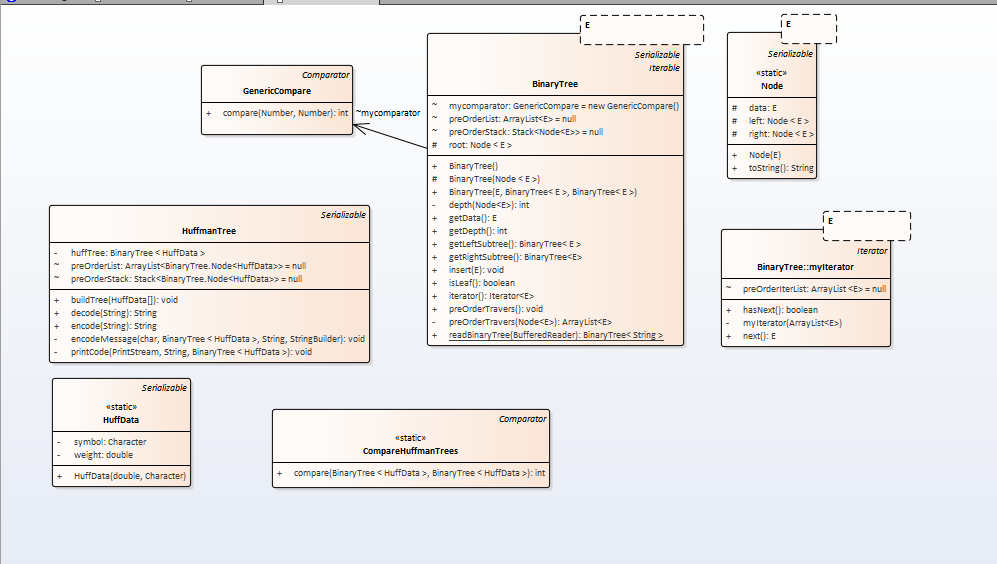 Comparator
GenericCompare
+ compare(Number, Number): int
~mycomparator
E
Serializable
Iterable
BinaryTree
~ mycomparator: GenericCompare = new GenericCompare()
~ preOrderList: ArrayList<E> = null
~ preOrderStack: Stack<Node<E>> = null
# root: Node < E >
+ BinaryTree()
# BinaryTree(Node < E >)
+ BinaryTree(E, BinaryTree< E >, BinaryTree< E >)
- depth(Node<E>): int
+ getData(): E
+ getDepth(): int
+ getLeftSubtree(): BinaryTree< E >
+ getRightSubtree(): BinaryTree<E>
+ insert(E): void
+ isLeaf(): boolean
+ iterator(): Iterator<E>
+ preOrderTravers(): void
- preOrderTravers(Node<E>): ArrayList<E>
+ readBinaryTree(BufferedReader): BinaryTree< String >
E
Serializable
«static»
Node
# data: E
# left: Node < E >
# right: Node < E >
+ Node(E)
+ toString(): String
Serializable
HuffmanTree
- huffTree: BinaryTree < HuffData >
~ preOrderList: ArrayList<BinaryTree.Node<HuffData>> = null
~ preOrderStack: Stack<BinaryTree.Node<HuffData>> = null
+ buildTree(HuffData[]): void
+ decode(String): String
+ encode(String): String
- encodeMessage(char, BinaryTree < HuffData >, String, StringBuilder): void
- printCode(PrintStream, String, BinaryTree < HuffData >): void
E
Iterator
BinaryTree::myIterator
~ preOrderIterList: ArrayList <E> = null
+ hasNext(): boolean
- myIterator(ArrayList<E>)
+ next(): E
Serializable
«static»
HuffData
- symbol: Character
- weight: double
+ HuffData(double, Character)
Comparator
«static»
CompareHuffmanTrees
+ compare(BinaryTree < HuffData >, BinaryTree < HuffData >): int